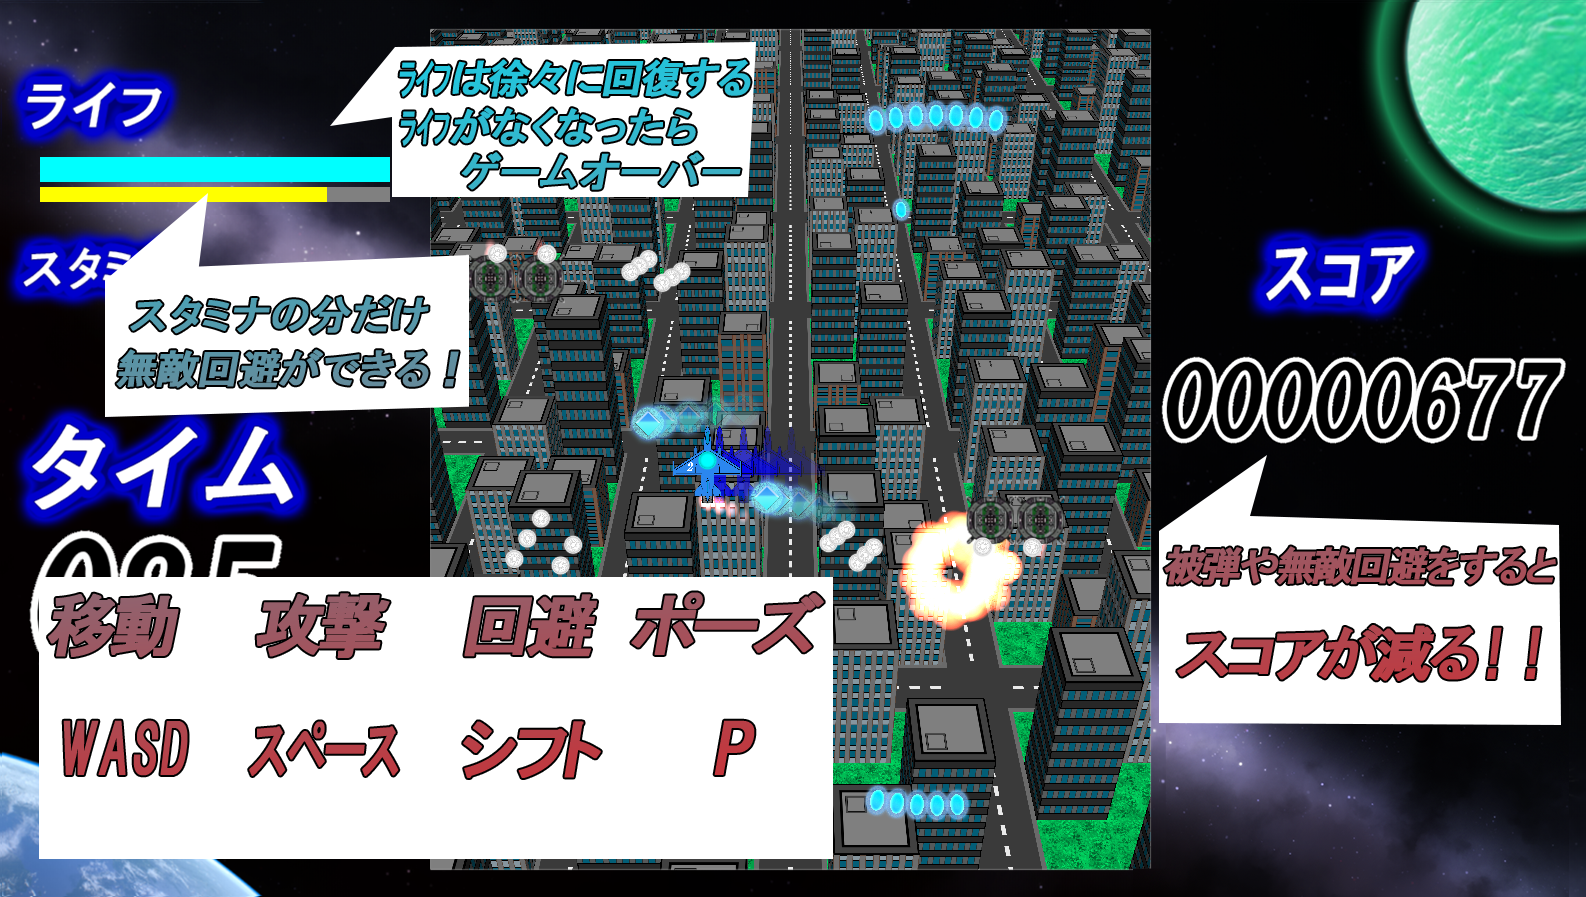 ライフ
ﾗｲﾌは徐々に回復する
ﾗｲﾌがなくなったら
ゲームオーバー
スタミ
スタミナの分だけ
無敵回避ができる！
タイム
スコア
00000677
被弾や無敵回避をすると
スコアが減る！！
移動 攻撃 回避 ポーズ
WASD スペース シフト P
2